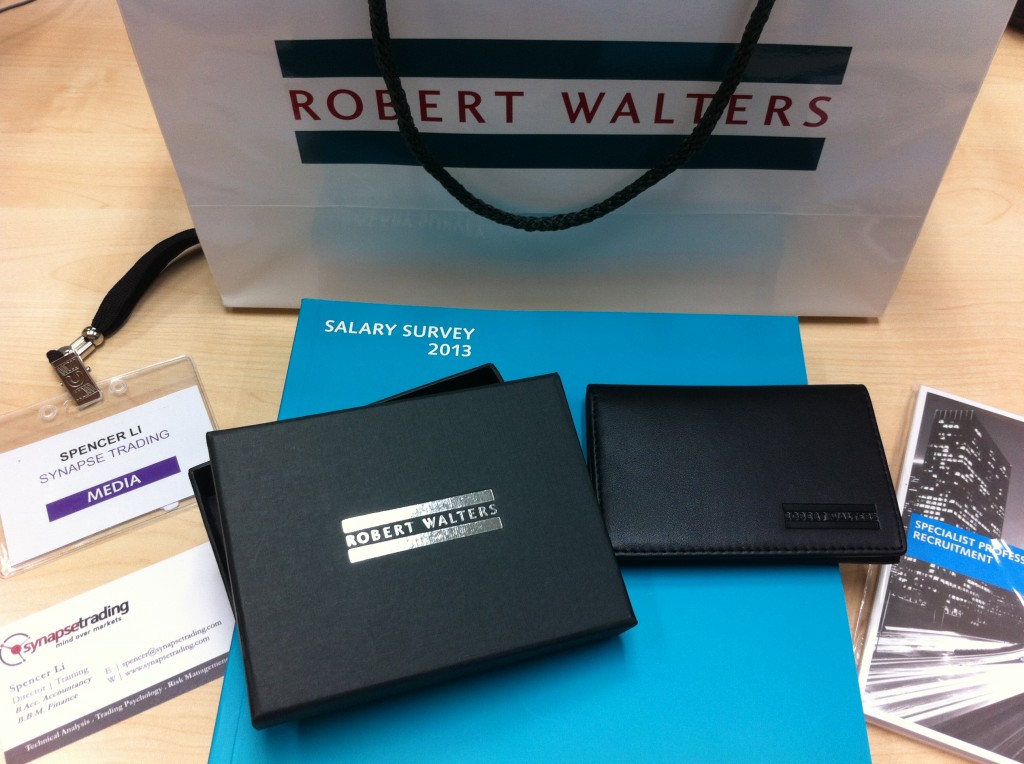 ROBERT WALTERS
SALARY SURVEY
2013
SPENCER LI
SYNAPSE TRADING
MEDIA
ROBERT WALTERS
ROBERT WALTERS
SPECIALIST
RECRUITMENT
synapsetrading
mind over markets
Spencer Li
Director | Training
B.Acc. Accountancy
B.B.M. Finance
E | spencer@synapsetrading.com
W | www.synapsetrading.com
Technical Analysis . Trading Psychology . Risk Management